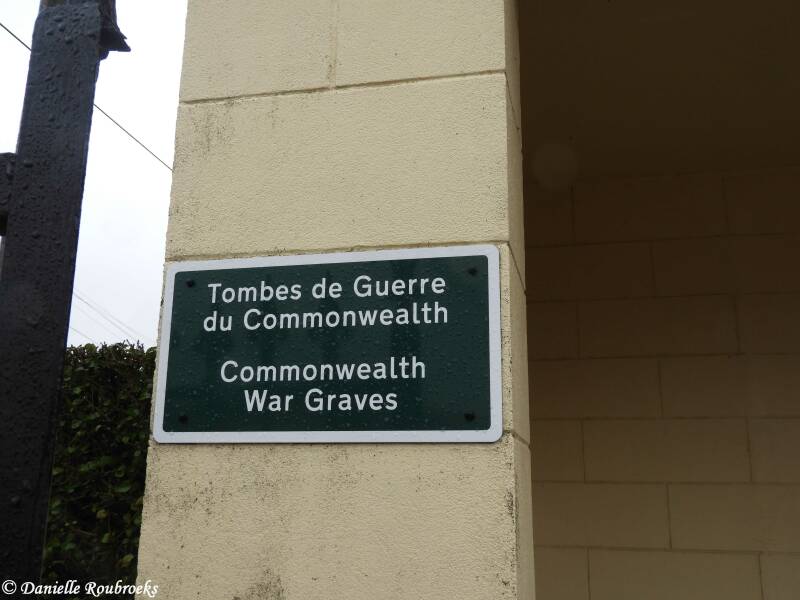 Tombes de Guerre
du Commonwealth
Commonwealth
War Graves
© Danielle Roubroeks